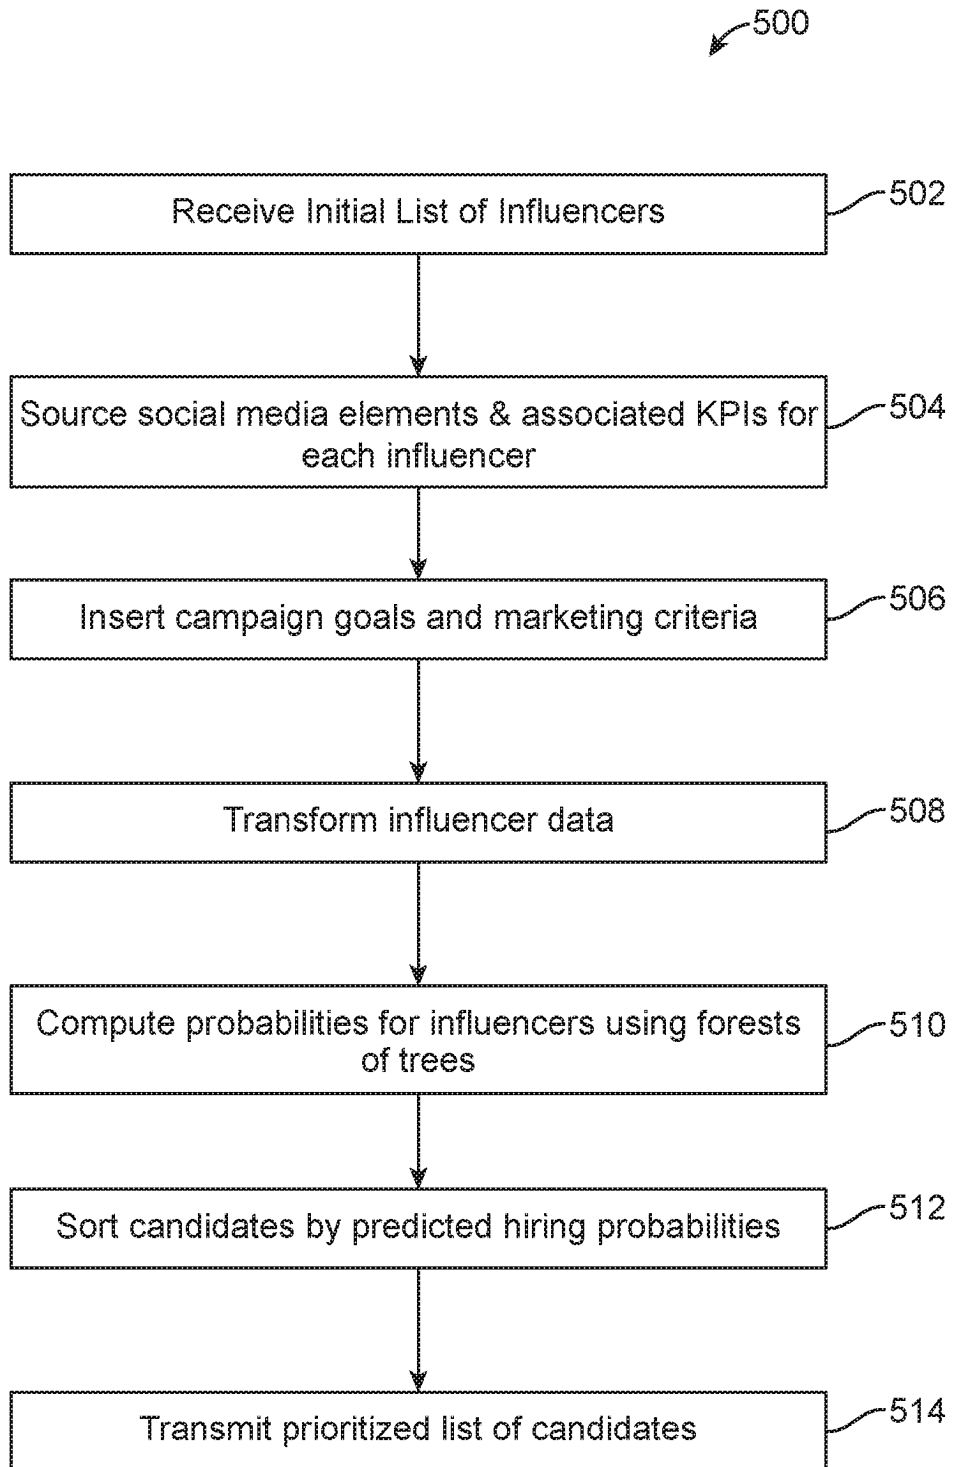 500
Receive Initial List of Influencers
502
Source social media elements & associated KPIs for
each influencer
504
Insert campaign goals and marketing criteria
506
Transform influencer data
508
Compute probabilities for influencers using forests
of trees
510
Sort candidates by predicted hiring probabilities
512
Transmit prioritized list of candidates
514